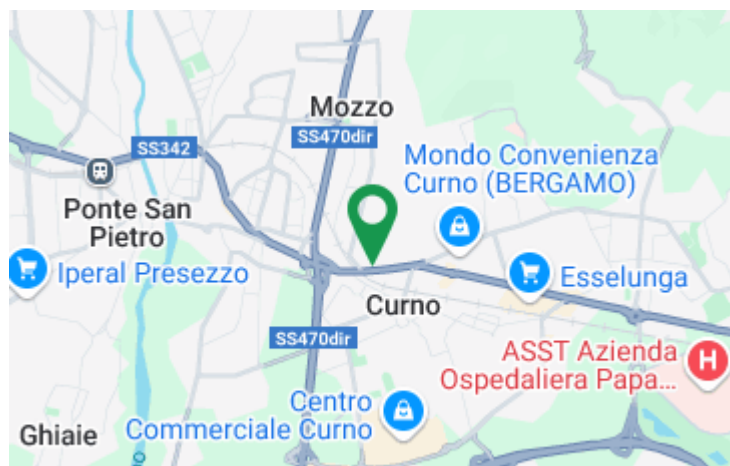 Mozzo
SS470dir
SS342
Mondo Convenienza
Curno (BERGAMO)
Ponte San
Pietro
Iperal Presezzo
Esselunga
Curno
SS470dir
ASST Azienda
Ospedaliera Papa...
H
Centro
Commerciale Curno
Ghiaie